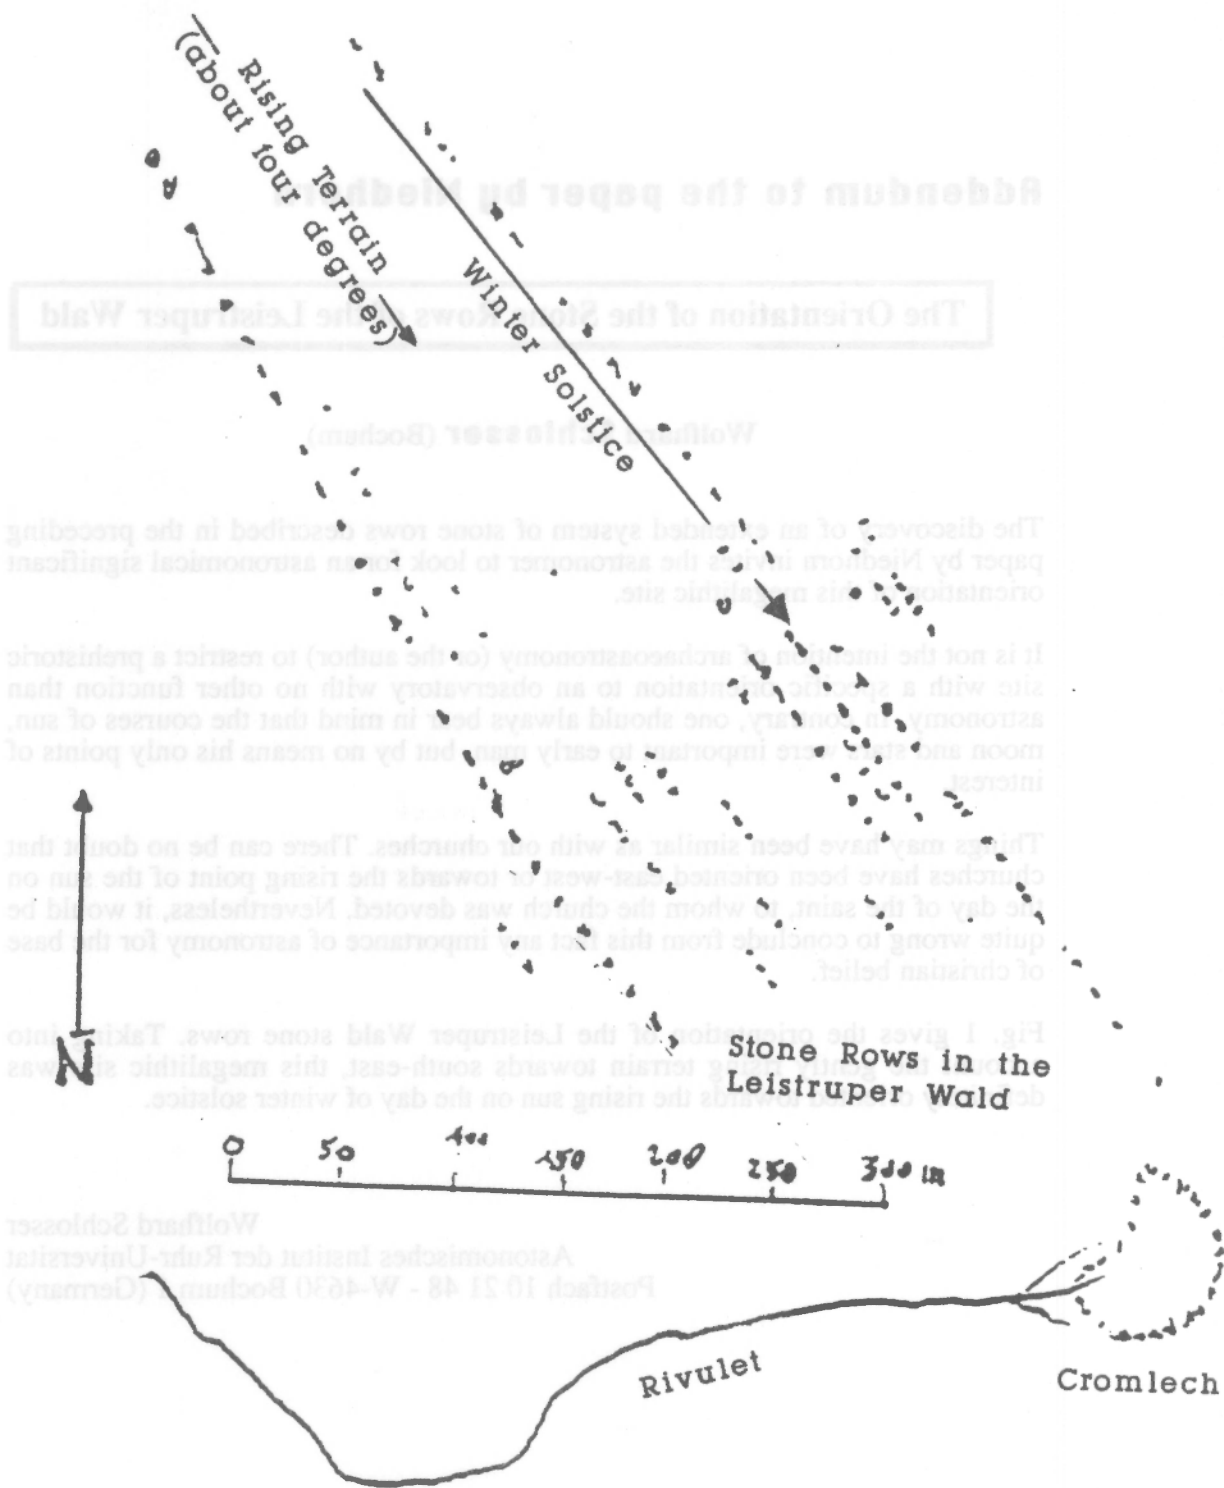 Rising Terrain
(about four degrees)
Winter Solstice
Addendum to the paper by Niedhorn
The Orientation of the Stone Rows of the Leistruper Wald
Wolfhard Schlosser (Bochum)
The discovery of an extended system of stone rows described in the preceding
paper by Niedhorn invites the astronomer to look for an astronomical significant
orientation of this megalithic site.
It is not the intention of archaeoastronomy (or the author) to restrict a prehistoric
site with a specific orientation to an observatory with no other function than
astronomy. In contrary, one should always bear in mind that the courses of sun,
moon and stars were important to early man, but by no means his only points of
interest.
Things may have been similar as with our churches. There can be no doubt that
churches have been oriented east-west or towards the rising point of the sun on
the day of the saint, to whom the church was devoted. Nevertheless, it would be
quite wrong to conclude from this fact any importance of astronomy for the base
of christian belief.
Fig. 1 gives the orientation of the Leistruper Wald stone rows. Taking into
account the gently rising terrain towards south-east, this megalithic site was
definitely oriented towards the rising sun on the day of winter solstice.
N
Stone Rows in the
Leistruper Wald
0 50 100 150 200 250 300 m
Wolfhard Schlosser
Astonomisches Institut der Ruhr-Universitat
Postfach 10 21 48 - W-4630 Bochum 1 (Germany)
Rivulet
Cromlech